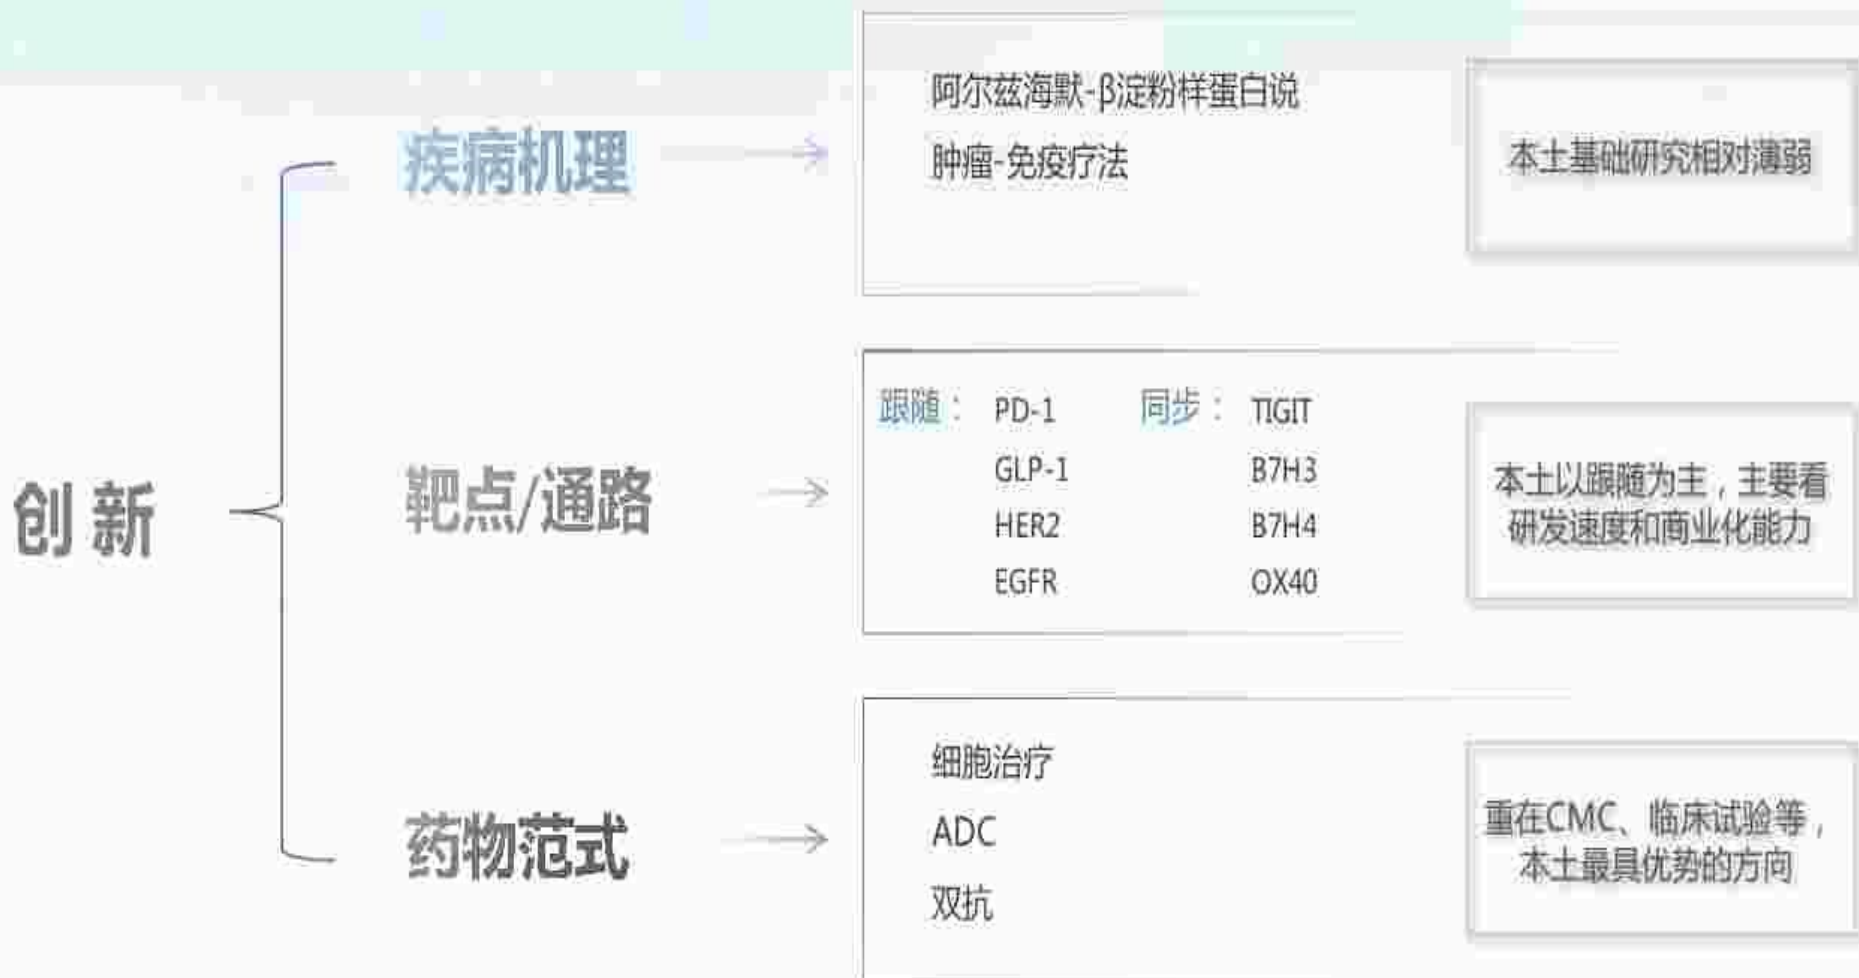 创新
疾病机理
阿尔兹海默-β淀粉样蛋白说
肿瘤-免疫疗法
本土基础研究相对薄弱
靶点/通路
跟随： PD-1 同步： TIGIT
GLP-1 B7H3
HER2 B7H4
EGFR OX40
本土以跟随为主，主要看
研发速度和商业化能力
药物范式
细胞治疗
ADC
双抗
重在CMC、临床试验等，
本土最具优势的方向